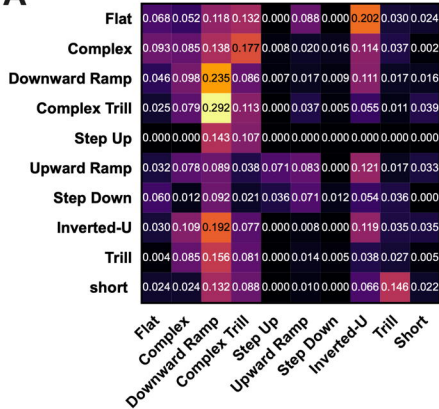 A
Flat 0.068 0.052 0.118 0.132 0.000 0.088 0.000 0.202 0.030 0.024
Complex 0.093 0.085 0.138 0.177 0.008 0.020 0.016 0.114 0.037 0.002
Downward Ramp 0.046 0.098 0.235 0.086 0.007 0.017 0.009 0.111 0.017 0.016
Complex Trill 0.025 0.079 0.292 0.113 0.000 0.037 0.005 0.055 0.011 0.039
Step Up 0.000 0.000 0.143 0.107 0.000 0.000 0.000 0.000 0.000 0.000
Upward Ramp 0.032 0.078 0.089 0.038 0.071 0.083 0.000 0.121 0.017 0.033
Step Down 0.060 0.012 0.092 0.021 0.036 0.071 0.012 0.054 0.036 0.000
Inverted-U 0.030 0.109 0.192 0.077 0.000 0.008 0.000 0.119 0.035 0.035
Trill 0.004 0.085 0.156 0.081 0.000 0.014 0.005 0.038 0.027 0.005
short 0.024 0.024 0.132 0.088 0.000 0.010 0.000 0.066 0.146 0.022
Flat
Complex
Downward Ramp
Complex Trill
Step Up
Upward Ramp
Step Down
Inverted-U
Trill
Short